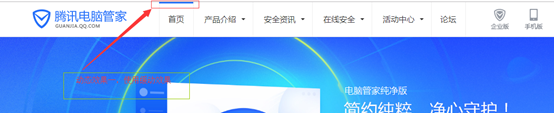 腾讯电脑管家
GUANJIA.QQ.COM
首页 产品介绍 安全资讯 在线安全 活动中心 论坛
企业版 手机版
电脑管家纯净版
简约纯粹，净心守护！